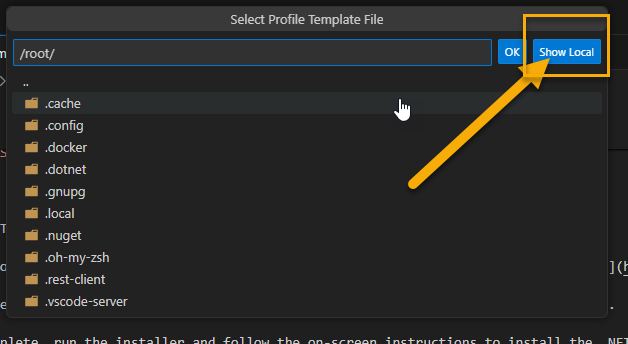 Select Profile Template File
/root/
OK
Show Local
..
.cache
.config
.docker
.dotnet
.gnupg
.local
.nuget
.oh-my-zsh
.rest-client
.vscode-server
](h
plete, run the installer and follow the on-screen instructions to install the .NET